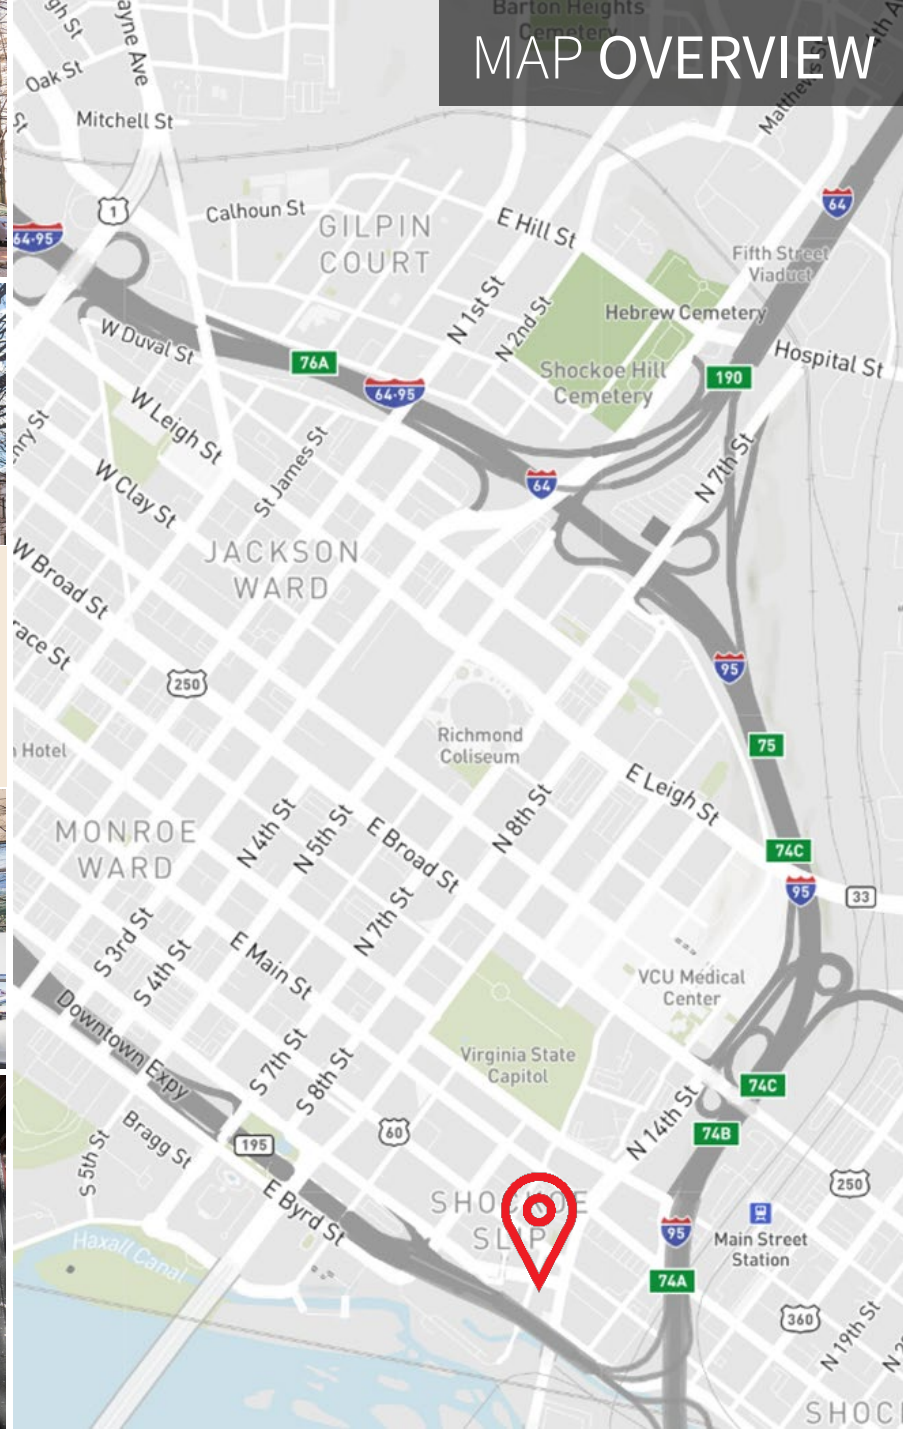 Barton Heights
Cemetery
MAP OVERVIEW
Oak St
Mitchell St
1
Calhoun St
64-95
GILPIN
COURT
E Hill St
64
Fifth Street
Viaduct
N 1st St
N 2nd St
Hebrew Cemetery
W Duval St
76A
64-95
Shockoe Hill
Cemetery
190
Hospital St
W Leigh St
St James St
N 7th St
64
W Clay St
JACKSON
WARD
W Broad St
95
250
Richmond
Coliseum
75
Hotel
E Leigh St
MONROE
WARD
N 4th St
N 5th St
E Broad St
N 8th St
74C
95
33
N 7th St
S 3rd St
S 4th St
E Main St
VCU Medical
Center
Downtown Expy
S 7th St
S 8th St
Virginia State
Capitol
74C
N 14th St
74B
60
195
Bragg St
S 5th St
E Byrd St
250
SHOCKOE
SLIP
95
Main Street
Station
Haxall Canal
74A
360
N 19th St
SHOC